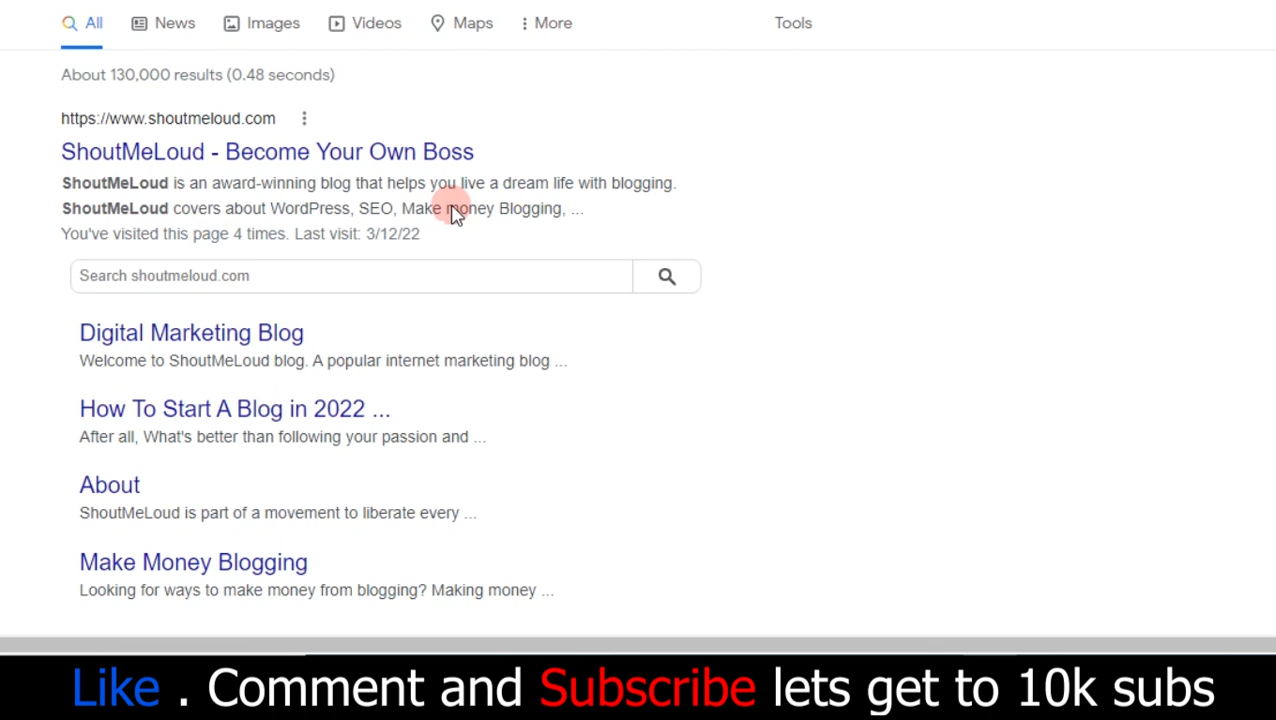 All News Images Videos Maps More Tools
About 130,000 results (0.48 seconds)
https://www.shoutmeloud.com
ShoutMeLoud - Become Your Own Boss
ShoutMeLoud is an award-winning blog that helps you live a dream life with blogging.
ShoutMeLoud covers about WordPress, SEO, Make money Blogging, ...
You've visited this page 4 times. Last visit: 3/12/22
Search shoutmeloud.com
Digital Marketing Blog
Welcome to ShoutMeLoud blog. A popular internet marketing blog ...
How To Start A Blog in 2022 ...
After all, What's better than following your passion and ...
About
ShoutMeLoud is part of a movement to liberate every ...
Make Money Blogging
Looking for ways to make money from blogging? Making money ...
Like . Comment and Subscribe lets get to 10k subs